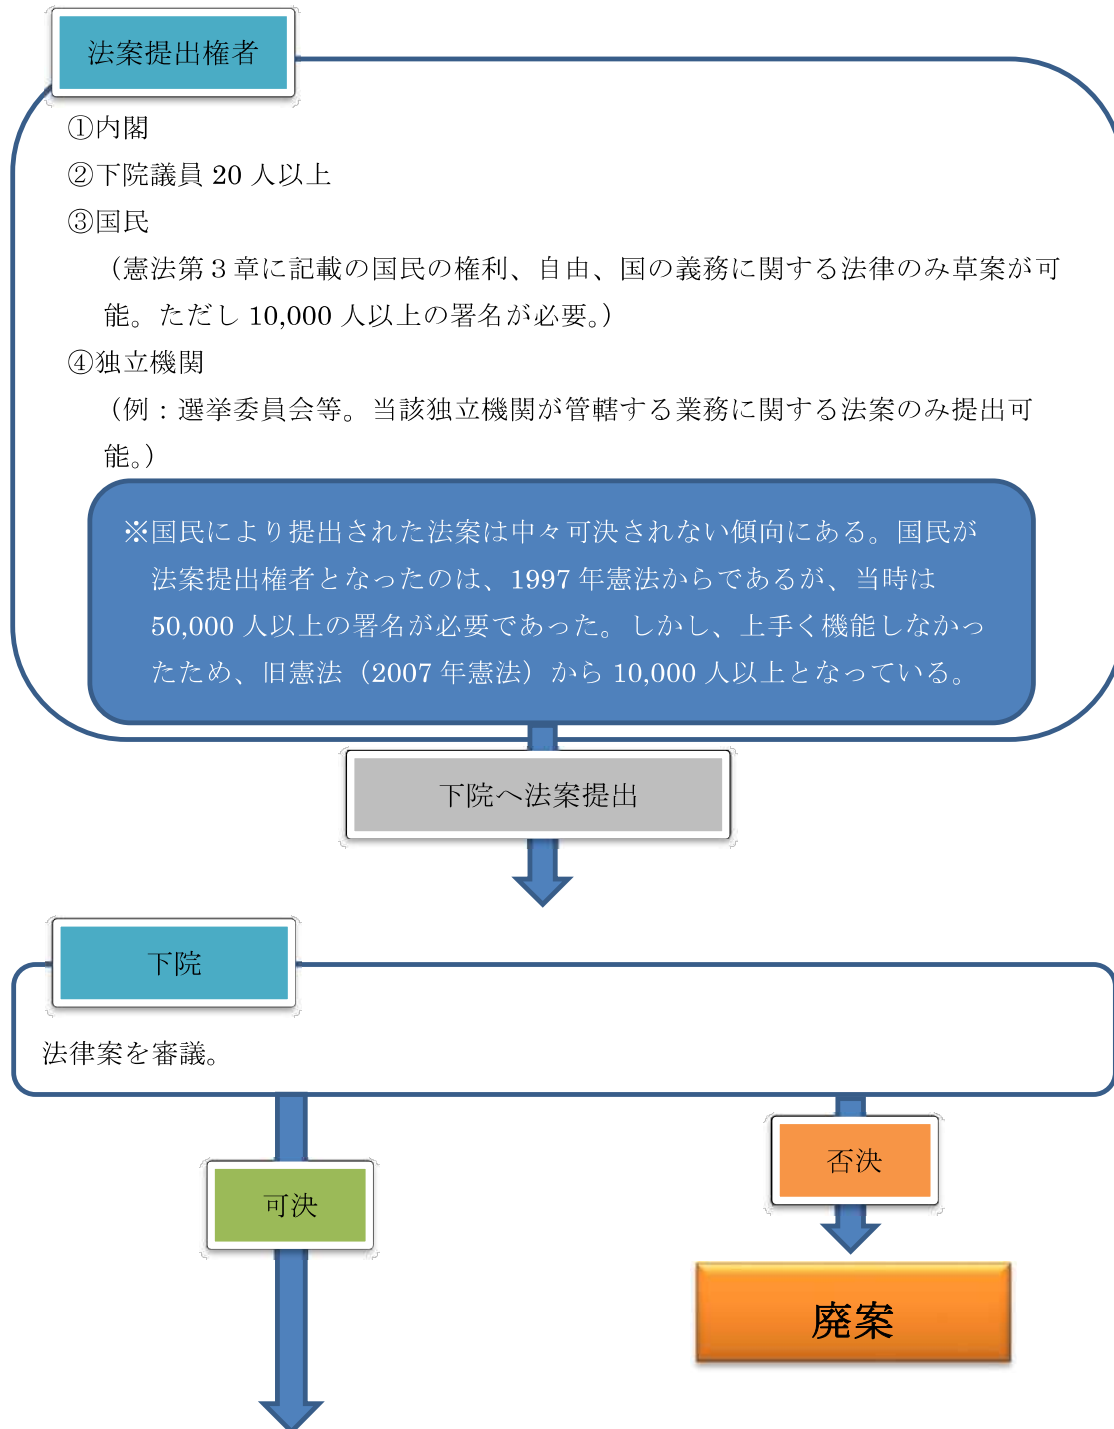 法案提出権者
①内閣
②下院議員 20 人以上
③国民
（憲法第３章に記載の国民の権利、自由、国の義務に関する法律のみ草案が可
能。ただし 10,000 人以上の署名が必要。）
④独立機関
（例：選挙委員会等。当該独立機関が管轄する業務に関する法案のみ提出可
能。）
※国民により提出された法案は中々可決されない傾向にある。国民が
法案提出権者となったのは、1997 年憲法からであるが、当時は
50,000 人以上の署名が必要であった。しかし、上手く機能しなかっ
たため、旧憲法（2007 年憲法）から 10,000 人以上となっている。
下院へ法案提出
下院
法律案を審議。
否決
可決
廃案